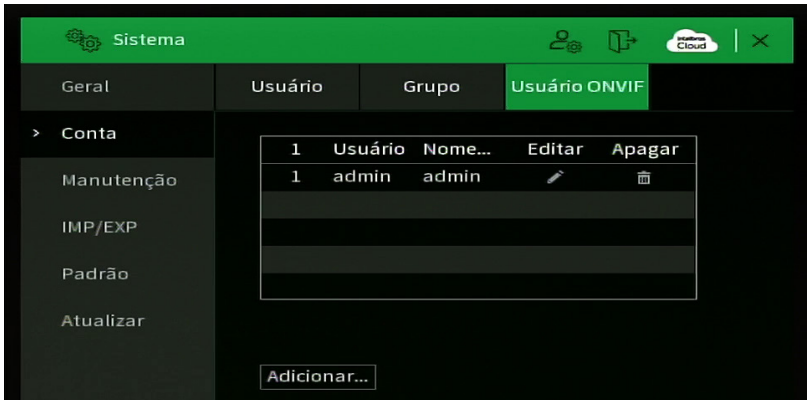 Sistema
intelbras
Cloud
Geral
Usuário
Grupo
Usuário ONVIF
> Conta
1 Usuário Nome... Editar Apagar
1 admin admin
Manutenção
IMP/EXP
Padrão
Atualizar
Adicionar...